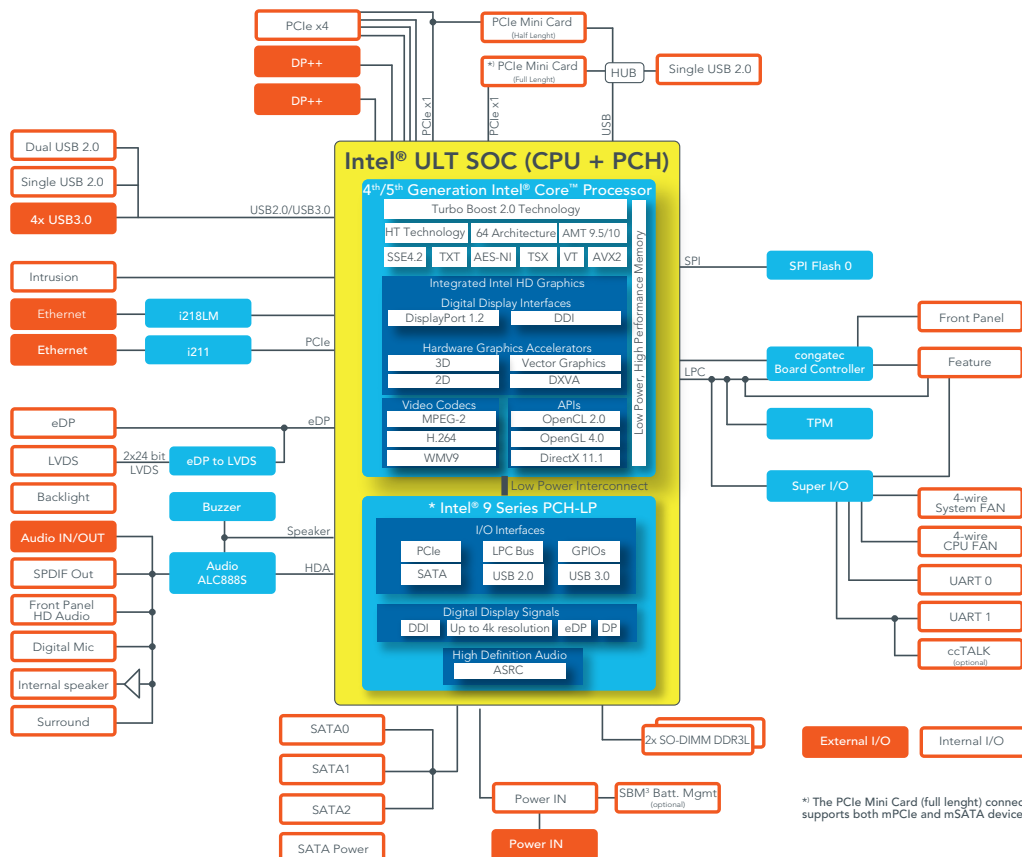 PCIe x4
DP++
DP++
PCIe Mini Card
(Half Lenght)
*) PCIe Mini Card
(Full Lenght)
HUB
Single USB 2.0
PCIe x1
PCIe x1
USB
Dual USB 2.0
Single USB 2.0
4x USB3.0
USB2.0/USB3.0
Intrusion
Ethernet
i218LM
Ethernet
i211
PCIe
eDP
eDP
LVDS
2x24 bit
LVDS
eDP to LVDS
Backlight
Buzzer
Speaker
Audio IN/OUT
SPDIF Out
Audio
ALC888S
HDA
Front Panel
HD Audio
Digital Mic
Internal speaker
Surround
Intel® ULT SOC (CPU + PCH)
4th/5th Generation Intel® Core™ Processor
Turbo Boost 2.0 Technology
HT Technology
64 Architecture
AMT 9.5/10
SSE4.2
TXT
AES-NI
TSX
VT
AVX2
Low Power, High Performance Memory
Integrated Intel HD Graphics
Digital Display Interfaces
DisplayPort 1.2
DDI
Hardware Graphics Accelerators
3D
Vector Graphics
2D
DXVA
Video Codecs
MPEG-2
H.264
WMV9
APIs
OpenCL 2.0
OpenGL 4.0
DirectX 11.1
Low Power Interconnect
* Intel® 9 Series PCH-LP
I/O Interfaces
PCIe
LPC Bus
GPIOs
SATA
USB 2.0
USB 3.0
Digital Display Signals
DDI
Up to 4k resolution
eDP
DP
High Definition Audio
ASRC
SPI
SPI Flash 0
LPC
congatec
Board Controller
Front Panel
Feature
TPM
Super I/O
4-wire
System FAN
4-wire
CPU FAN
UART 0
UART 1
ccTALK
(optional)
SATA0
SATA1
SATA2
SATA Power
2x SO-DIMM DDR3L
Power IN
SBM³ Batt. Mgmt
(optional)
Power IN
External I/O
Internal I/O
*) The PCIe Mini Card (full lenght) connec
supports both mPCIe and mSATA device